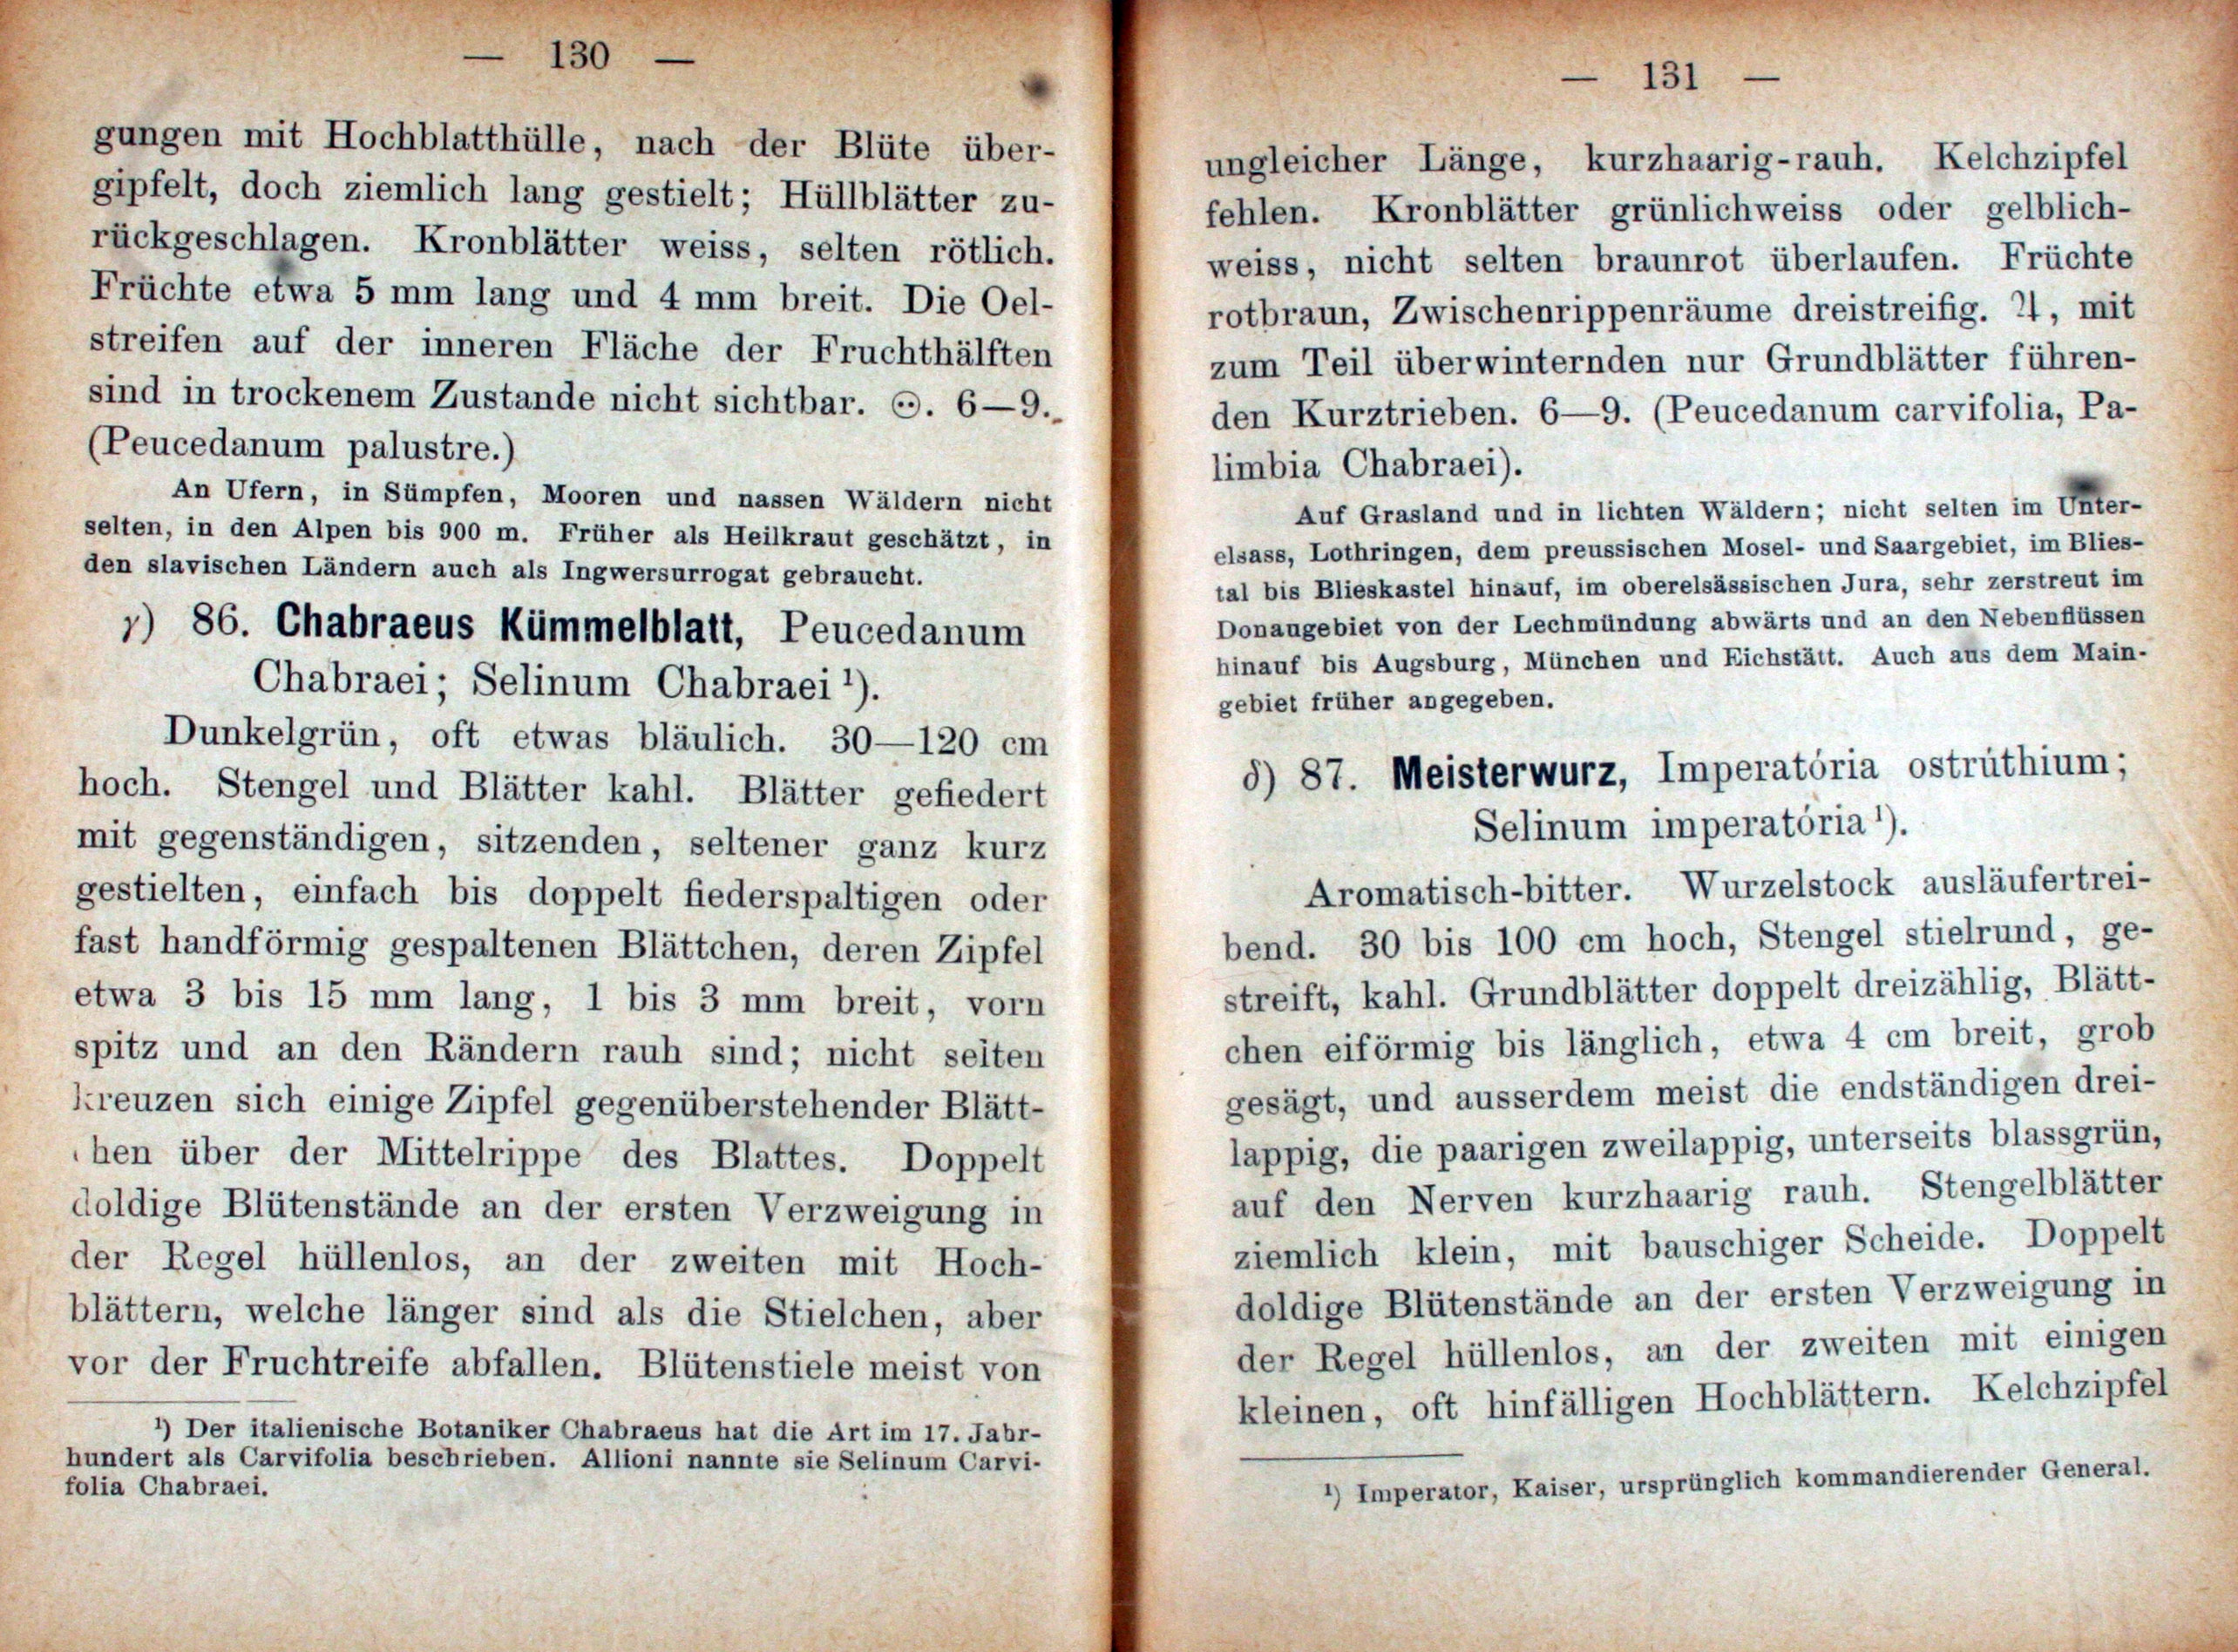 — 130 —
gungen mit Hochblatthülle, nach der Blüte über-
gipfelt, doch ziemlich lang gestielt; Hüllblätter zu-
rückgeschlagen. Kronblätter weiss, selten rötlich.
Früchte etwa 5 mm lang und 4 mm breit. Die Oel-
streifen auf der inneren Fläche der Fruchthälften
sind in trockenem Zustande nicht sichtbar. ⊙. 6—9.
(Peucedanum palustre.)
An Ufern, in Sümpfen, Mooren und nassen Wäldern nicht
selten, in den Alpen bis 900 m. Früher als Heilkraut geschätzt, in
den slavischen Ländern auch als Ingwersurrogat gebraucht.
γ) 86. Chabraeus Kümmelblatt, Peucedanum
Chabraei; Selinum Chabraei ¹).
Dunkelgrün, oft etwas bläulich. 30—120 cm
hoch. Stengel und Blätter kahl. Blätter gefiedert
mit gegenständigen, sitzenden, seltener ganz kurz
gestielten, einfach bis doppelt fiederspaltigen oder
fast handförmig gespaltenen Blättchen, deren Zipfel
etwa 3 bis 15 mm lang, 1 bis 3 mm breit, vorn
spitz und an den Rändern rauh sind; nicht selten
kreuzen sich einige Zipfel gegenüberstehender Blätt-
hen über der Mittelrippe des Blattes. Doppelt
doldige Blütenstände an der ersten Verzweigung in
der Regel hüllenlos, an der zweiten mit Hoch-
blättern, welche länger sind als die Stielchen, aber
vor der Fruchtreife abfallen. Blütenstiele meist von
¹) Der italienische Botaniker Chabraeus hat die Art im 17. Jahr-
hundert als Carvifolia beschrieben. Allioni nannte sie Selinum Carvi-
folia Chabraei.
— 131 —
ungleicher Länge, kurzhaarig-rauh. Kelchzipfel
fehlen. Kronblätter grünlichweiss oder gelblich-
weiss, nicht selten braunrot überlaufen. Früchte
rotbraun, Zwischenrippenräume dreistreifig. ♃, mit
zum Teil überwinternden nur Grundblätter führen-
den Kurztrieben. 6—9. (Peucedanum carvifolia, Pa-
limbia Chabraei).
Auf Grasland und in lichten Wäldern; nicht selten im Unter-
elsass, Lothringen, dem preussischen Mosel- und Saargebiet, im Blies-
tal bis Blieskastel hinauf, im oberelsässischen Jura, sehr zerstreut im
Donaugebiet von der Lechmündung abwärts und an den Nebenflüssen
hinauf bis Augsburg, München und Eichstätt. Auch aus dem Main-
gebiet früher angegeben.
δ) 87. Meisterwurz, Imperatória ostrúthium;
Selinum imperatória ¹).
Aromatisch-bitter. Wurzelstock ausläufertrei-
bend. 30 bis 100 cm hoch, Stengel stielrund, ge-
streift, kahl. Grundblätter doppelt dreizählig, Blätt-
chen eiförmig bis länglich, etwa 4 cm breit, grob
gesägt, und ausserdem meist die endständigen drei-
lappig, die paarigen zweilappig, unterseits blassgrün,
auf den Nerven kurzhaarig rauh. Stengelblätter
ziemlich klein, mit bauschiger Scheide. Doppelt
doldige Blütenstände an der ersten Verzweigung in
der Regel hüllenlos, an der zweiten mit einigen
kleinen, oft hinfälligen Hochblättern. Kelchzipfel
¹) Imperator, Kaiser, ursprünglich kommandierender General.